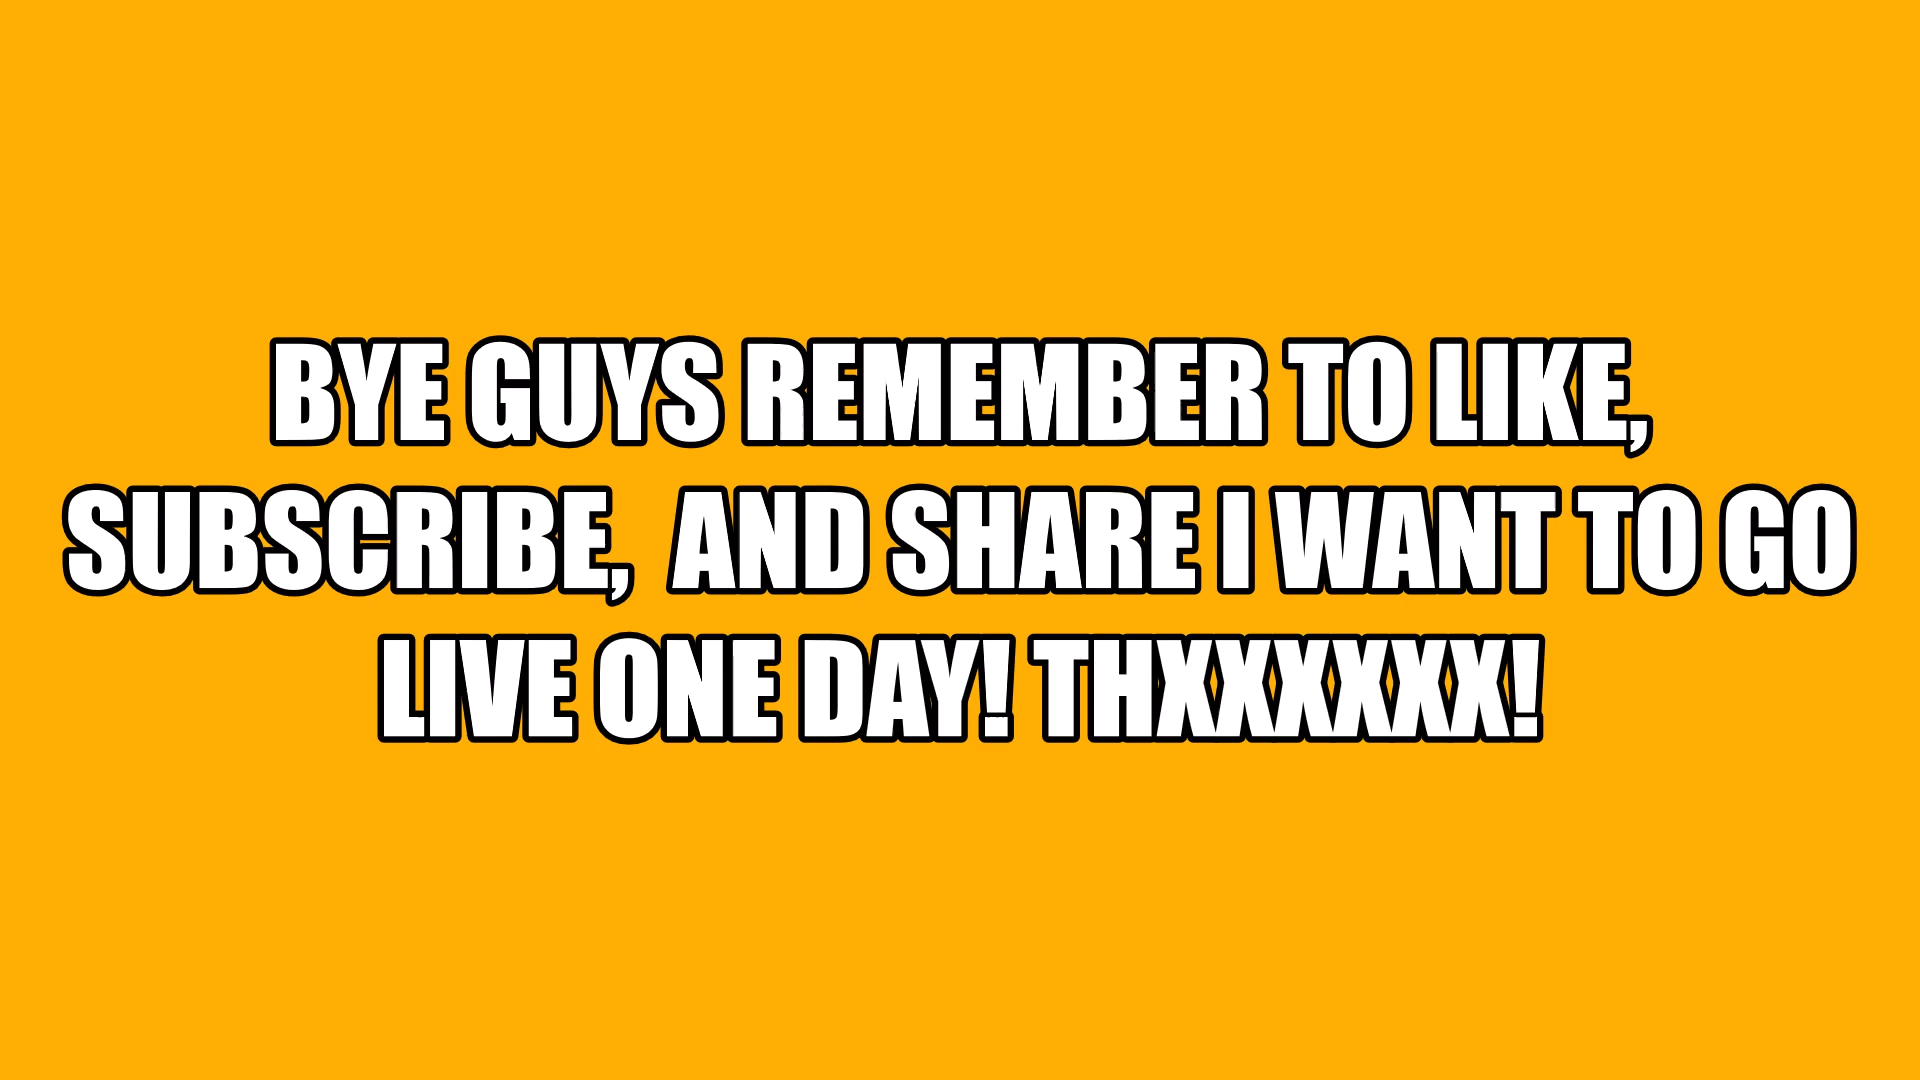 BYE GUYS REMEMBER TO LIKE,
SUBSCRIBE,  AND SHARE I WANT TO GO
LIVE ONE DAY! THXXXXXX!